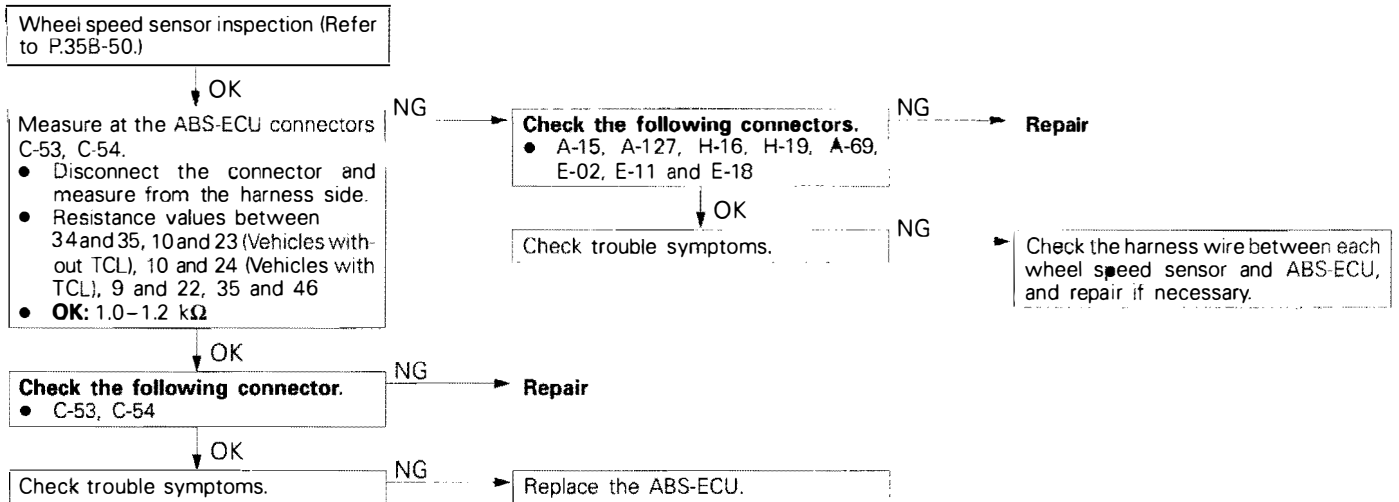 Wheel speed sensor inspection (Refer
to P.35B-50.)
OK
Measure at the ABS-ECU connectors
C-53, C-54.
● Disconnect the connector and
measure from the harness side.
● Resistance values between
34 and 35, 10 and 23 (Vehicles with-
out TCL), 10 and 24 (Vehicles with
TCL), 9 and 22, 35 and 46
● OK: 1.0–1.2 kΩ
NG
Check the following connectors.
● A-15, A-127, H-16, H-19, A-69,
E-02, E-11 and E-18
NG
Repair
OK
Check trouble symptoms.
NG
Check the harness wire between each
wheel speed sensor and ABS-ECU,
and repair if necessary.
OK
Check the following connector.
● C-53, C-54
NG
Repair
OK
Check trouble symptoms.
NG
Replace the ABS-ECU.